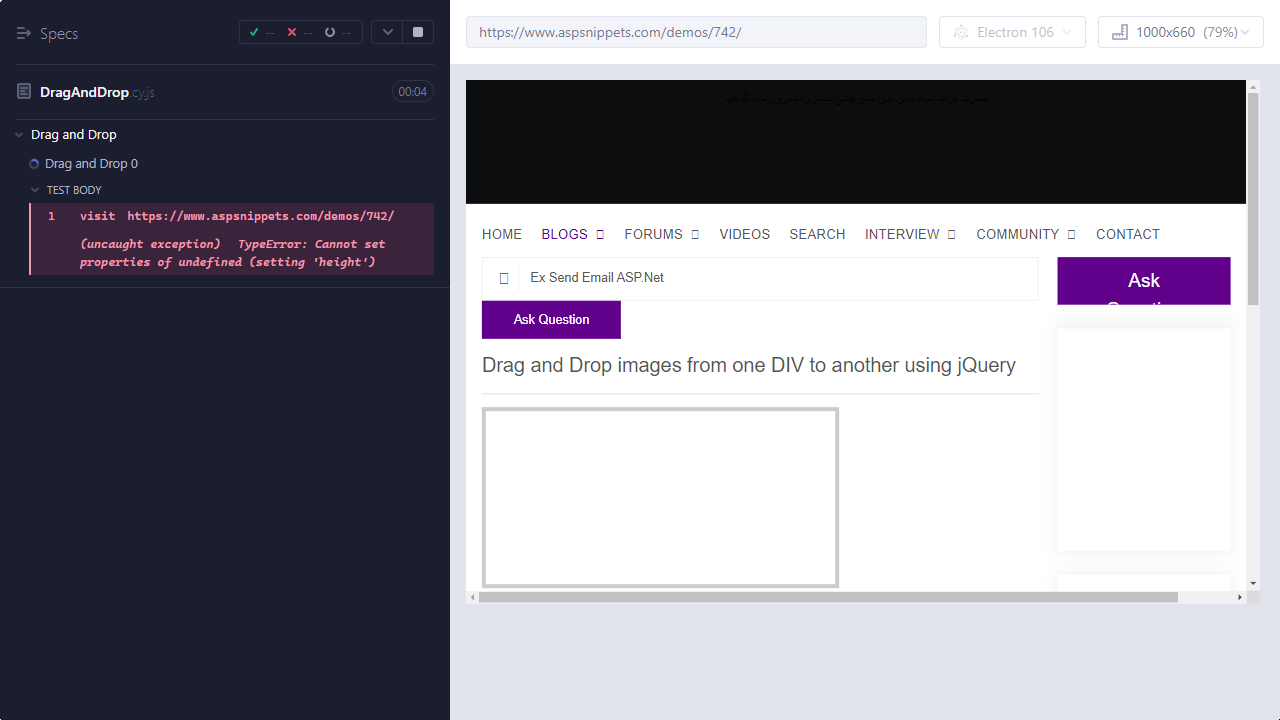 Specs
--
--
--
https://www.aspsnippets.com/demos/742/
Electron 106
1000x660 (79%)
DragAndDrop.cy.js
00:04
Drag and Drop
Drag and Drop 0
TEST BODY
1 visit https://www.aspsnippets.com/demos/742/
(uncaught exception) TypeError: Cannot set
properties of undefined (setting 'height')
HOME BLOGS FORUMS VIDEOS SEARCH INTERVIEW COMMUNITY CONTACT
Ex Send Email ASP.Net
Ask Question
Ask
Drag and Drop images from one DIV to another using jQuery